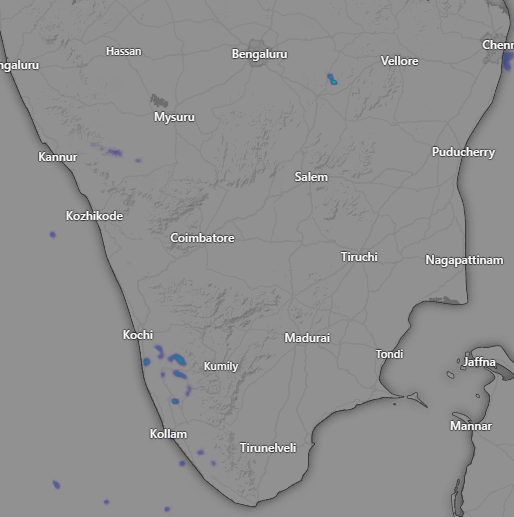 Hassan
Bengaluru
Chenn
ngaluru
Vellore
Mysuru
Kannur
Puducherry
Salem
Kozhikode
Coimbatore
Tiruchi
Nagapattinam
Kochi
Madurai
Tondi
Jaffna
Kumily
Kollam
Mannar
Tirunelveli